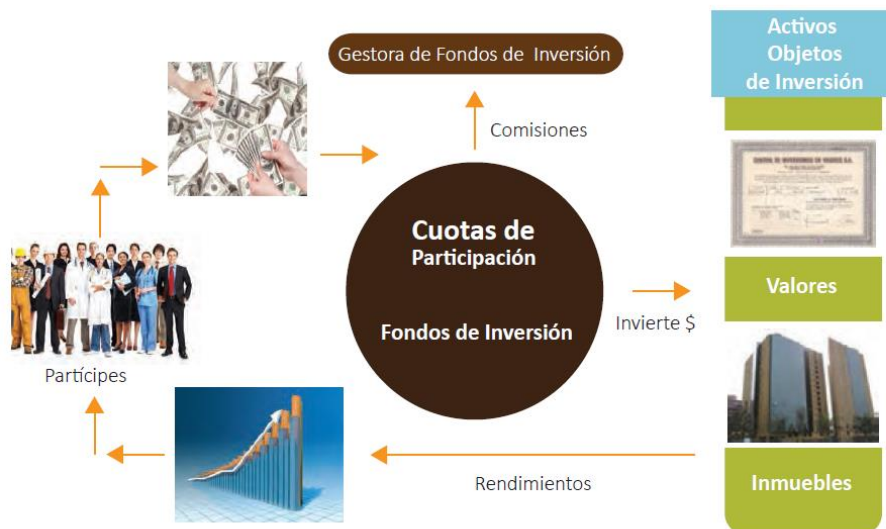 Gestora de Fondos de Inversión
Activos
Objetos
de Inversión
Comisiones
Cuotas de
Participación
Fondos de Inversión
Invierte $
Valores
Partícipes
Rendimientos
Inmuebles